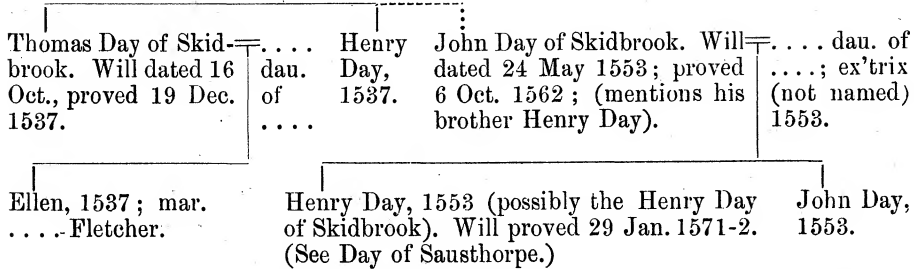 Thomas Day of Skid-
brook. Will dated 16
Oct., proved 19 Dec.
1537.
. . . .
dau.
of
. . . .
Henry
Day,
1537.
John Day of Skidbrook. Will
dated 24 May 1553; proved
6 Oct. 1562; (mentions his
brother Henry Day).
. . . . dau. of
. . . .; ex'trix
(not named)
1553.
Ellen, 1537; mar.
. . . . Fletcher.
Henry Day, 1553 (possibly the Henry Day
of Skidbrook). Will proved 29 Jan. 1571-2.
(See Day of Sausthorpe.)
John Day,
1553.